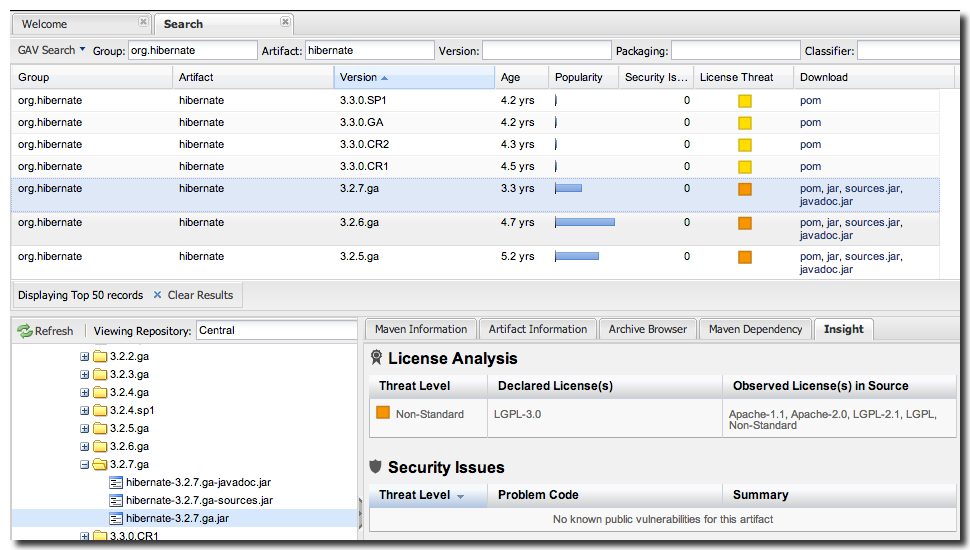 Welcome
Search
GAV Search Group: org.hibernate Artifact: hibernate Version: Packaging: Classifier:
Group Artifact Version Age Popularity Security Is... License Threat Download
org.hibernate hibernate 3.3.0.SP1 4.2 yrs 0 pom
org.hibernate hibernate 3.3.0.GA 4.2 yrs 0 pom
org.hibernate hibernate 3.3.0.CR2 4.3 yrs 0 pom
org.hibernate hibernate 3.3.0.CR1 4.5 yrs 0 pom
org.hibernate hibernate 3.2.7.ga 3.3 yrs 0 pom, jar, sources.jar,
javadoc.jar
org.hibernate hibernate 3.2.6.ga 4.7 yrs 0 pom, jar, sources.jar,
javadoc.jar
org.hibernate hibernate 3.2.5.ga 5.2 yrs 0 pom, jar, sources.jar,
javadoc.jar
Displaying Top 50 records Clear Results
Refresh Viewing Repository: Central
3.2.2.ga
3.2.3.ga
3.2.4.ga
3.2.4.sp1
3.2.5.ga
3.2.6.ga
3.2.7.ga
hibernate-3.2.7.ga-javadoc.jar
hibernate-3.2.7.ga-sources.jar
hibernate-3.2.7.ga.jar
3.3.0.CR1
Maven Information Artifact Information Archive Browser Maven Dependency Insight
License Analysis
Threat Level Declared License(s) Observed License(s) in Source
Non-Standard LGPL-3.0 Apache-1.1, Apache-2.0, LGPL-2.1, LGPL,
Non-Standard
Security Issues
Threat Level Problem Code Summary
No known public vulnerabilities for this artifact